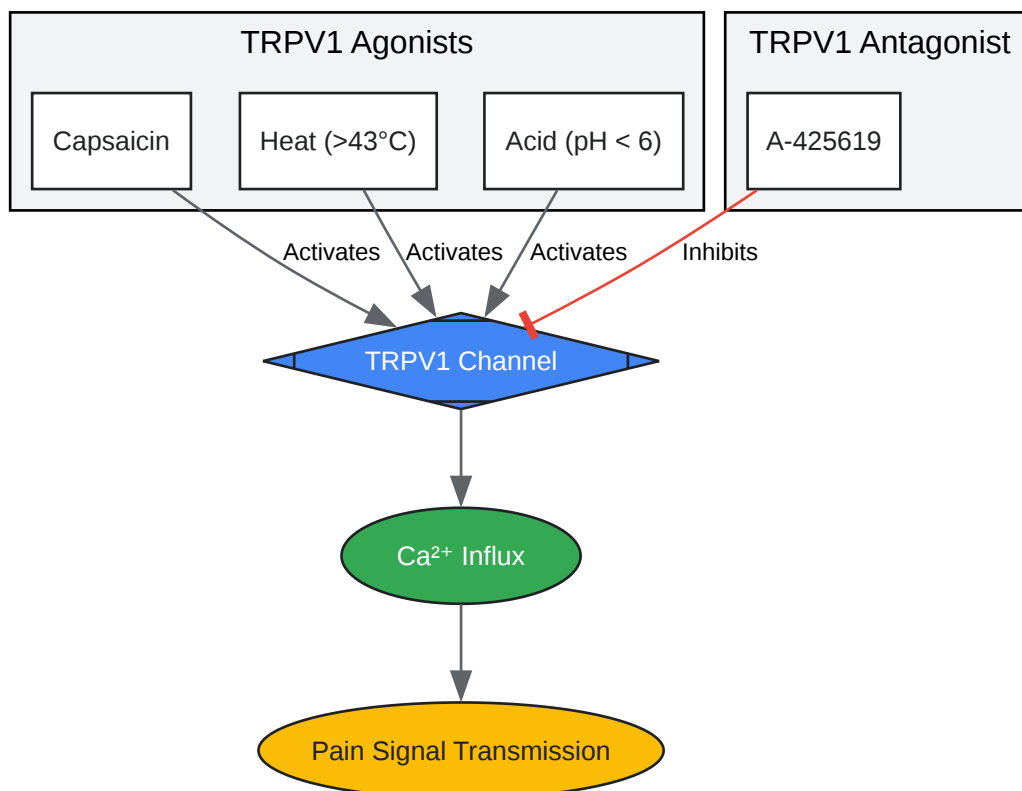 TRPV1 Agonists
TRPV1 Antagonist
Capsaicin
Heat (>43°C)
Acid (pH < 6)
A-425619
Activates
Activates
Activates
Inhibits
TRPV1 Channel
Ca²⁺ Influx
Pain Signal Transmission